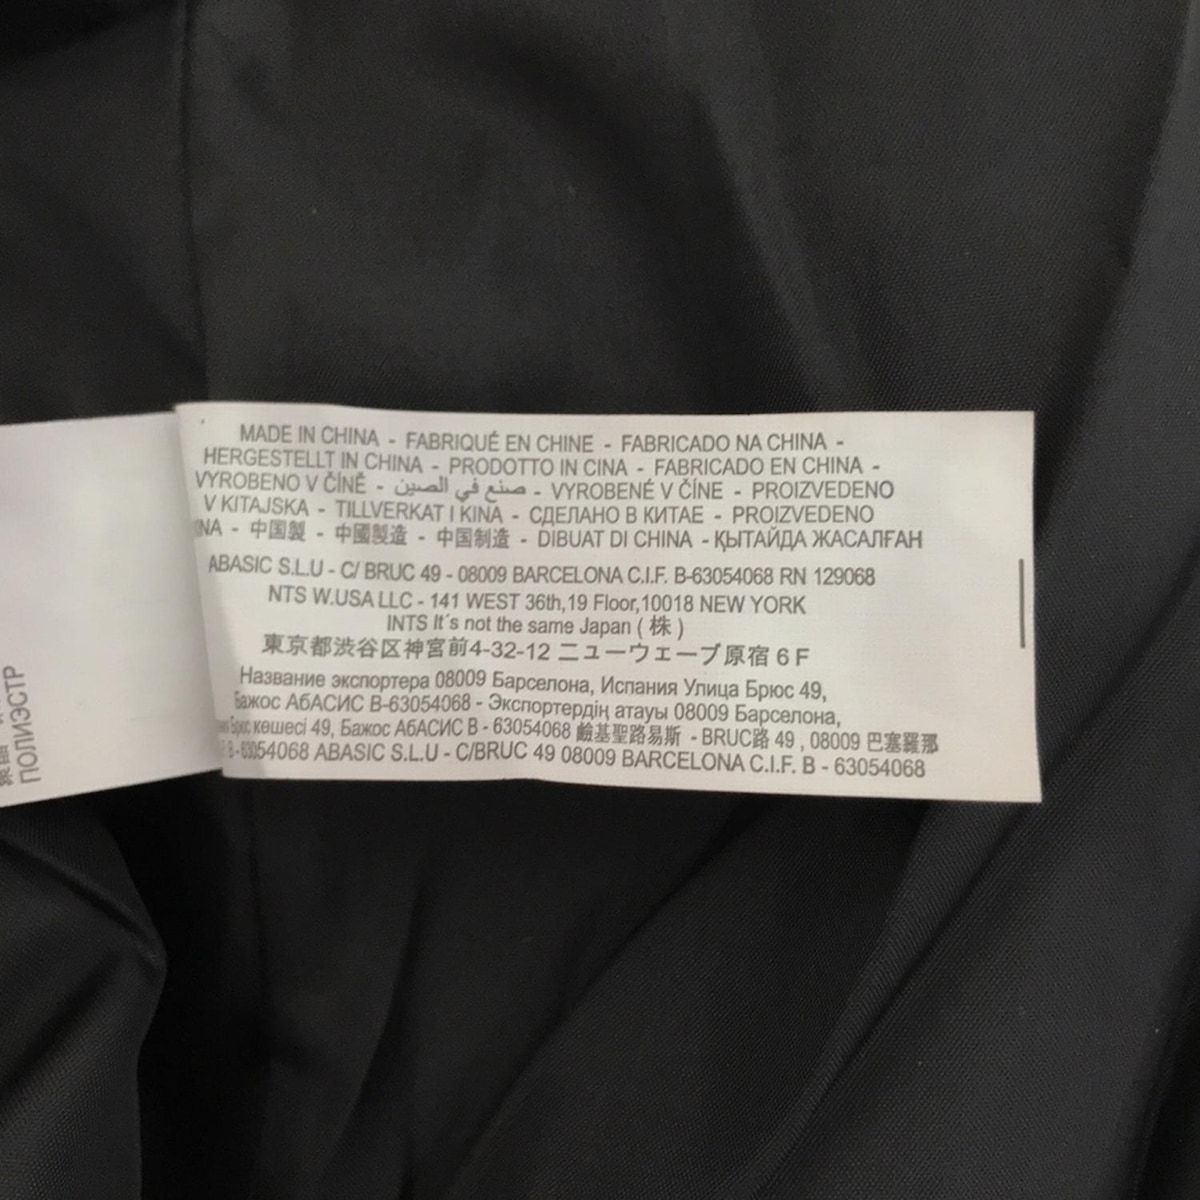 MADE IN CHINA - FABRIQUÉ EN CHINE - FABRICADO NA CHINA -
HERGESTELLT IN CHINA - PRODOTTO IN CINA - FABRICADO EN CHINA -
VYROBENO V ČÍNĚ - صنع في الصين - VYROBENÉ V ČÍNE - PROIZVEDENO
V KITAJSKA - TILLVERKAT I KINA - СДЕЛАНО В КИТАЕ - PROIZVEDENO
- 中国製 - 中國製造 - 中国制造 - DIBUAT DI CHINA - ҚЫТАЙДА ЖАСАЛҒАН
ABASIC S.L.U - C/ BRUC 49 - 08009 BARCELONA C.I.F. B-63054068 RN 129068
NTS W.USA LLC - 141 WEST 36th,19 Floor,10018 NEW YORK
INTS It´s not the same Japan ( 株 )
東京都渋谷区神宮前4-32-12 ニューウェーブ原宿 6 F
Название экспортера 08009 Барселона, Испания Улица Брюс 49,
Бажос АбАСИС B-63054068 - Экспортердің атауы 08009 Барселона,
Брюс көшесі 49, Бажос АбАСИС B - 63054068 鹼基聖路易斯 - BRUC路 49 , 08009 巴塞羅那
B-63054068 ABASIC S.L.U - C/BRUC 49 08009 BARCELONA C.I.F. B - 63054068
ПОЛИЭСТР